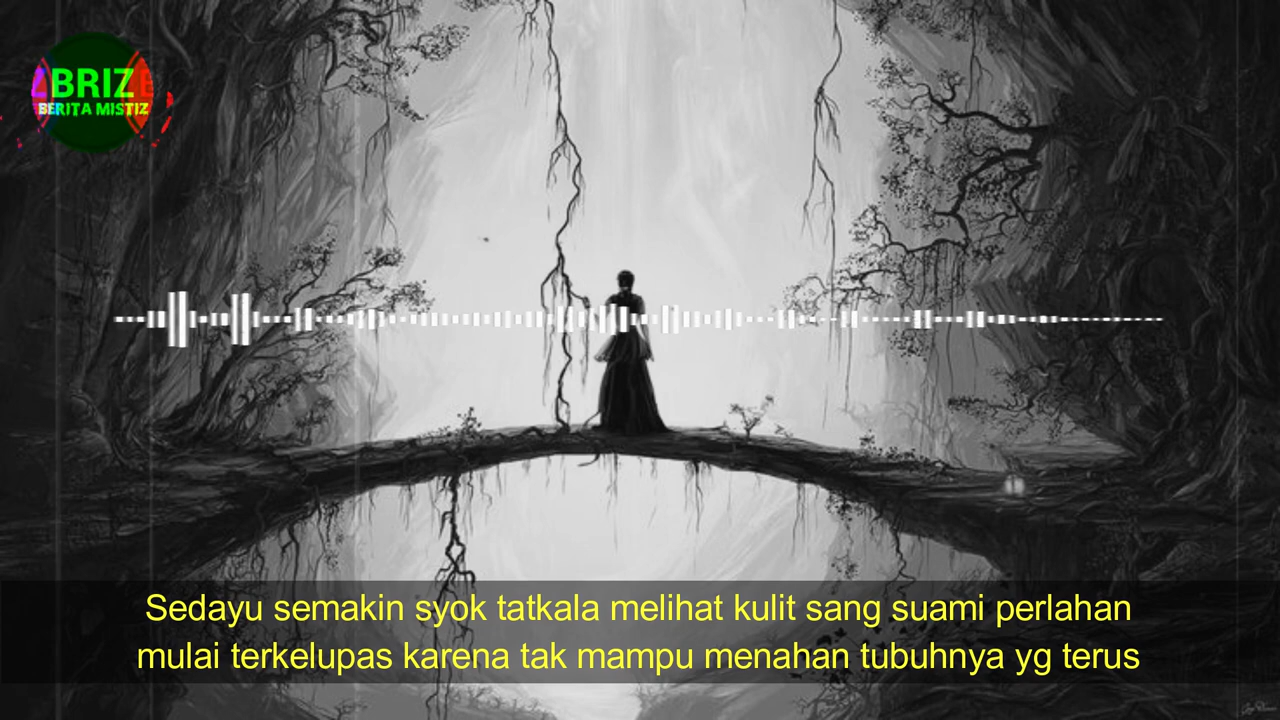 BRIZ
BERITA MISTIZ
Sedayu semakin syok tatkala melihat kulit sang suami perlahan
mulai terkelupas karena tak mampu menahan tubuhnya yg terus